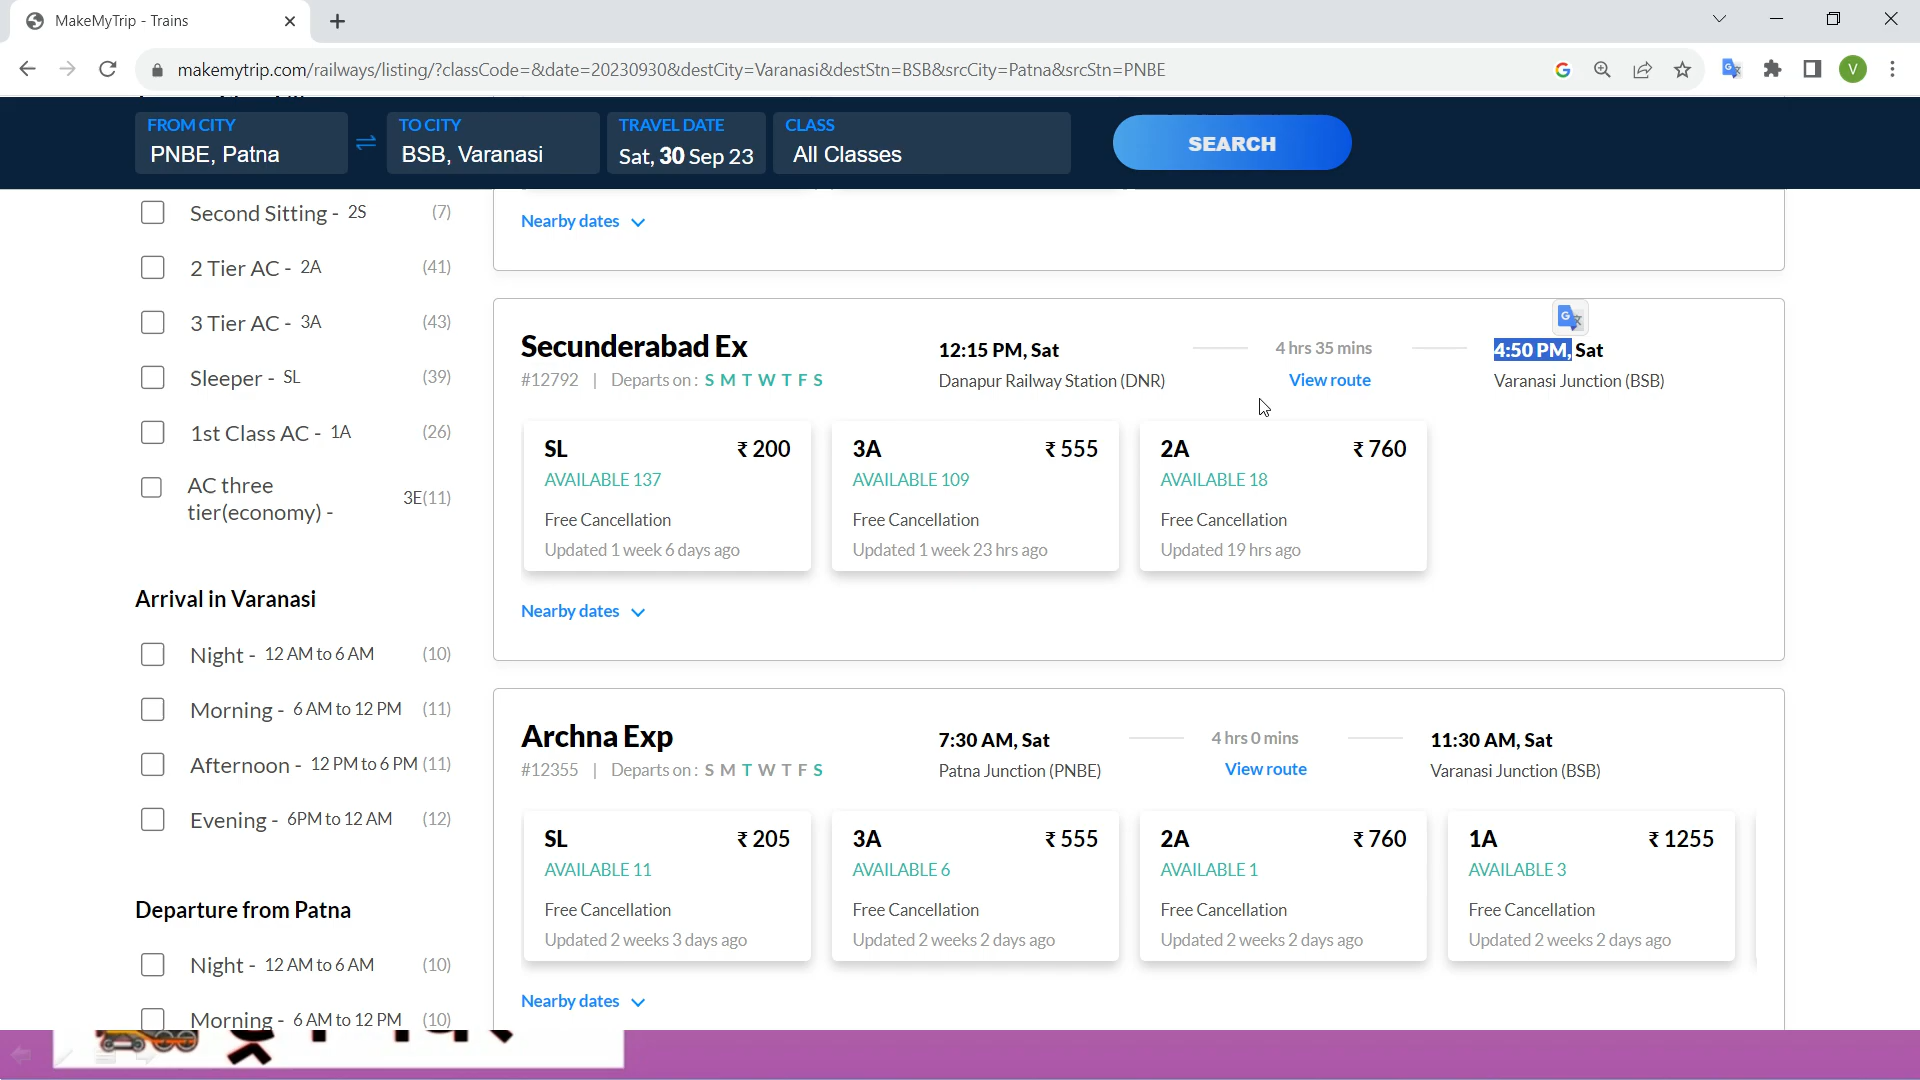 MakeMyTrip - Trains
makemytrip.com/railways/listing/?classCode=&date=20230930&destCity=Varanasi&destStn=BSB&srcCity=Patna&srcStn=PNBE
V
FROM CITY
PNBE, Patna
TO CITY
BSB, Varanasi
TRAVEL DATE
Sat, 30 Sep 23
CLASS
All Classes
SEARCH
Second Sitting - 2S (7)
2 Tier AC - 2A (41)
3 Tier AC - 3A (43)
Sleeper - SL (39)
1st Class AC - 1A (26)
AC three
tier(economy) - 3E(11)
Arrival in Varanasi
Night - 12 AM to 6 AM (10)
Morning - 6 AM to 12 PM (11)
Afternoon - 12 PM to 6 PM (11)
Evening - 6PM to 12 AM (12)
Departure from Patna
Night - 12 AM to 6 AM (10)
Morning - 6 AM to 12 PM (10)
Nearby dates
Secunderabad Ex
#12792 | Departs on : S M T W T F S
12:15 PM, Sat
Danapur Railway Station (DNR)
4 hrs 35 mins
View route
4:50 PM, Sat
Varanasi Junction (BSB)
SL ₹ 200
AVAILABLE 137
Free Cancellation
Updated 1 week 6 days ago
3A ₹ 555
AVAILABLE 109
Free Cancellation
Updated 1 week 23 hrs ago
2A ₹ 760
AVAILABLE 18
Free Cancellation
Updated 19 hrs ago
Nearby dates
Archna Exp
#12355 | Departs on : S M T W T F S
7:30 AM, Sat
Patna Junction (PNBE)
4 hrs 0 mins
View route
11:30 AM, Sat
Varanasi Junction (BSB)
SL ₹ 205
AVAILABLE 11
Free Cancellation
Updated 2 weeks 3 days ago
3A ₹ 555
AVAILABLE 6
Free Cancellation
Updated 2 weeks 2 days ago
2A ₹ 760
AVAILABLE 1
Free Cancellation
Updated 2 weeks 2 days ago
1A ₹ 1255
AVAILABLE 3
Free Cancellation
Updated 2 weeks 2 days ago
Nearby dates